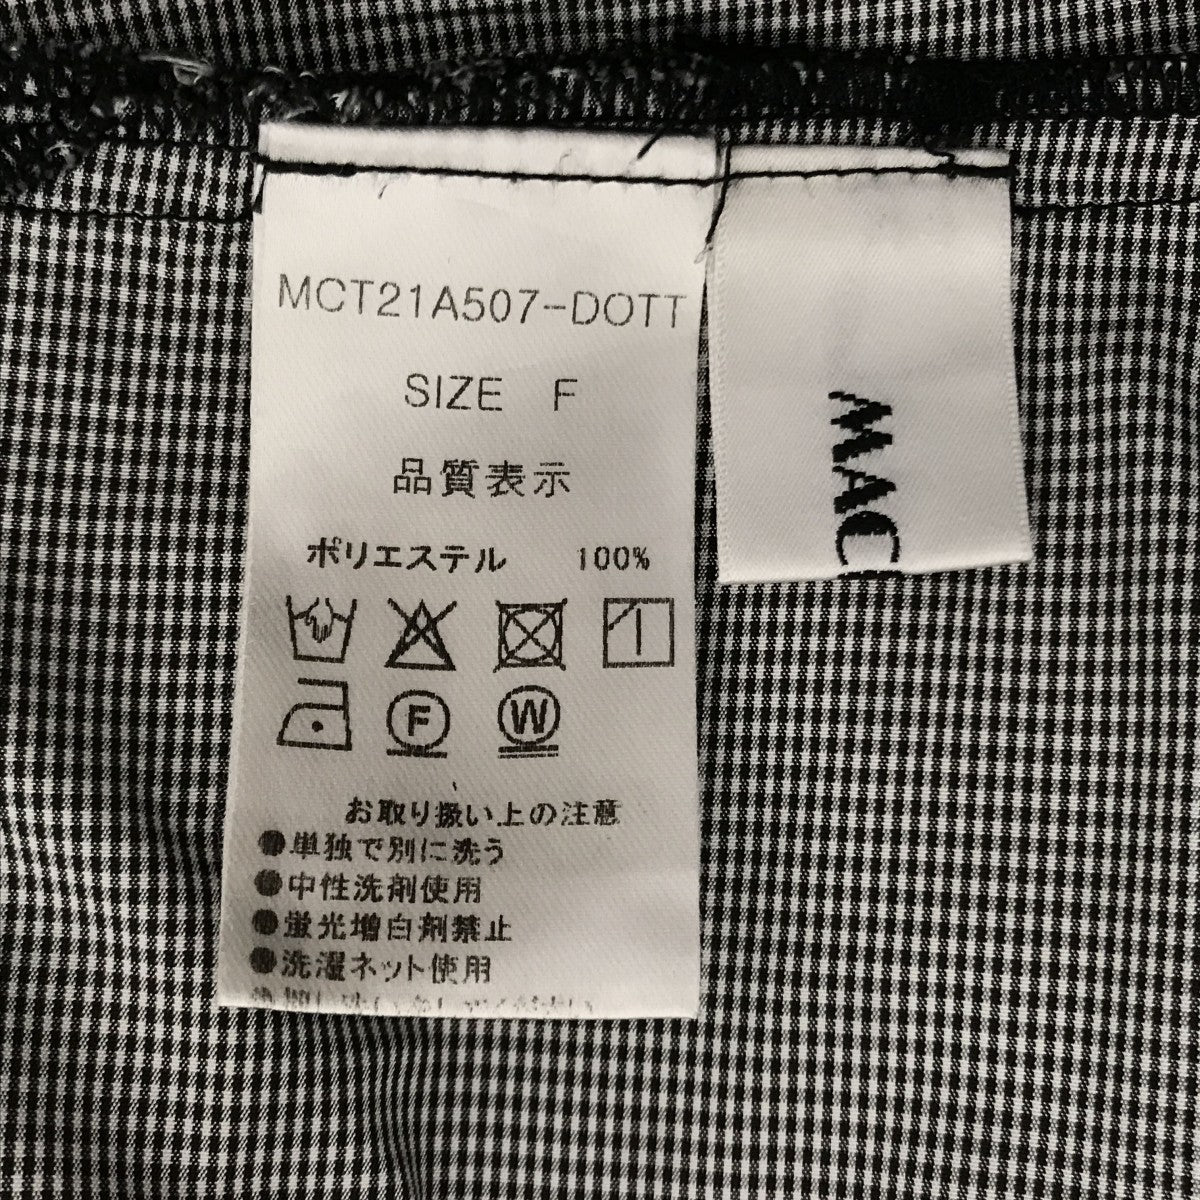 MCT21A507-DOTT
SIZE F
品質表示
ポリエステル 100%
F
W
お取り扱い上の注意
●単独で別に洗う
●中性洗剤使用
●蛍光増白剤禁止
●洗濯ネット使用
MAC